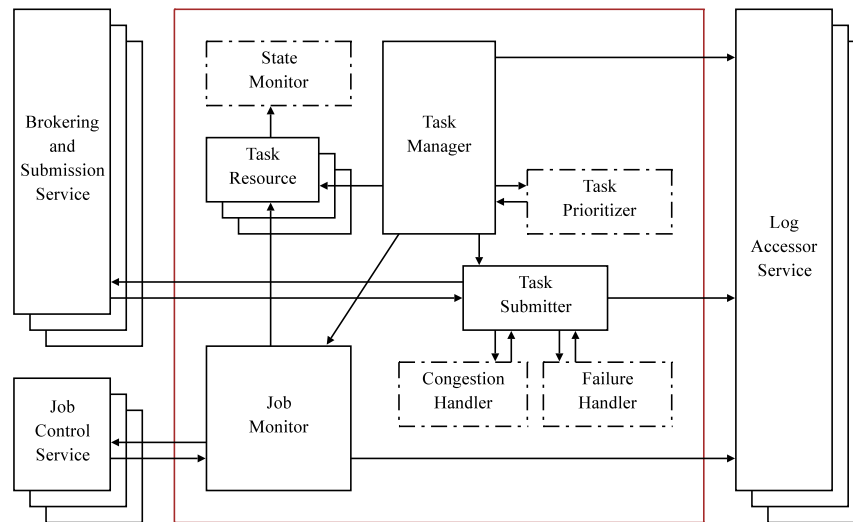 State
Monitor
Brokering
and
Submission
Service
Task
Manager
Task
Resource
Task
Prioritizer
Log
Accessor
Service
Task
Submitter
Congestion
Handler
Failure
Handler
Job
Control
Service
Job
Monitor